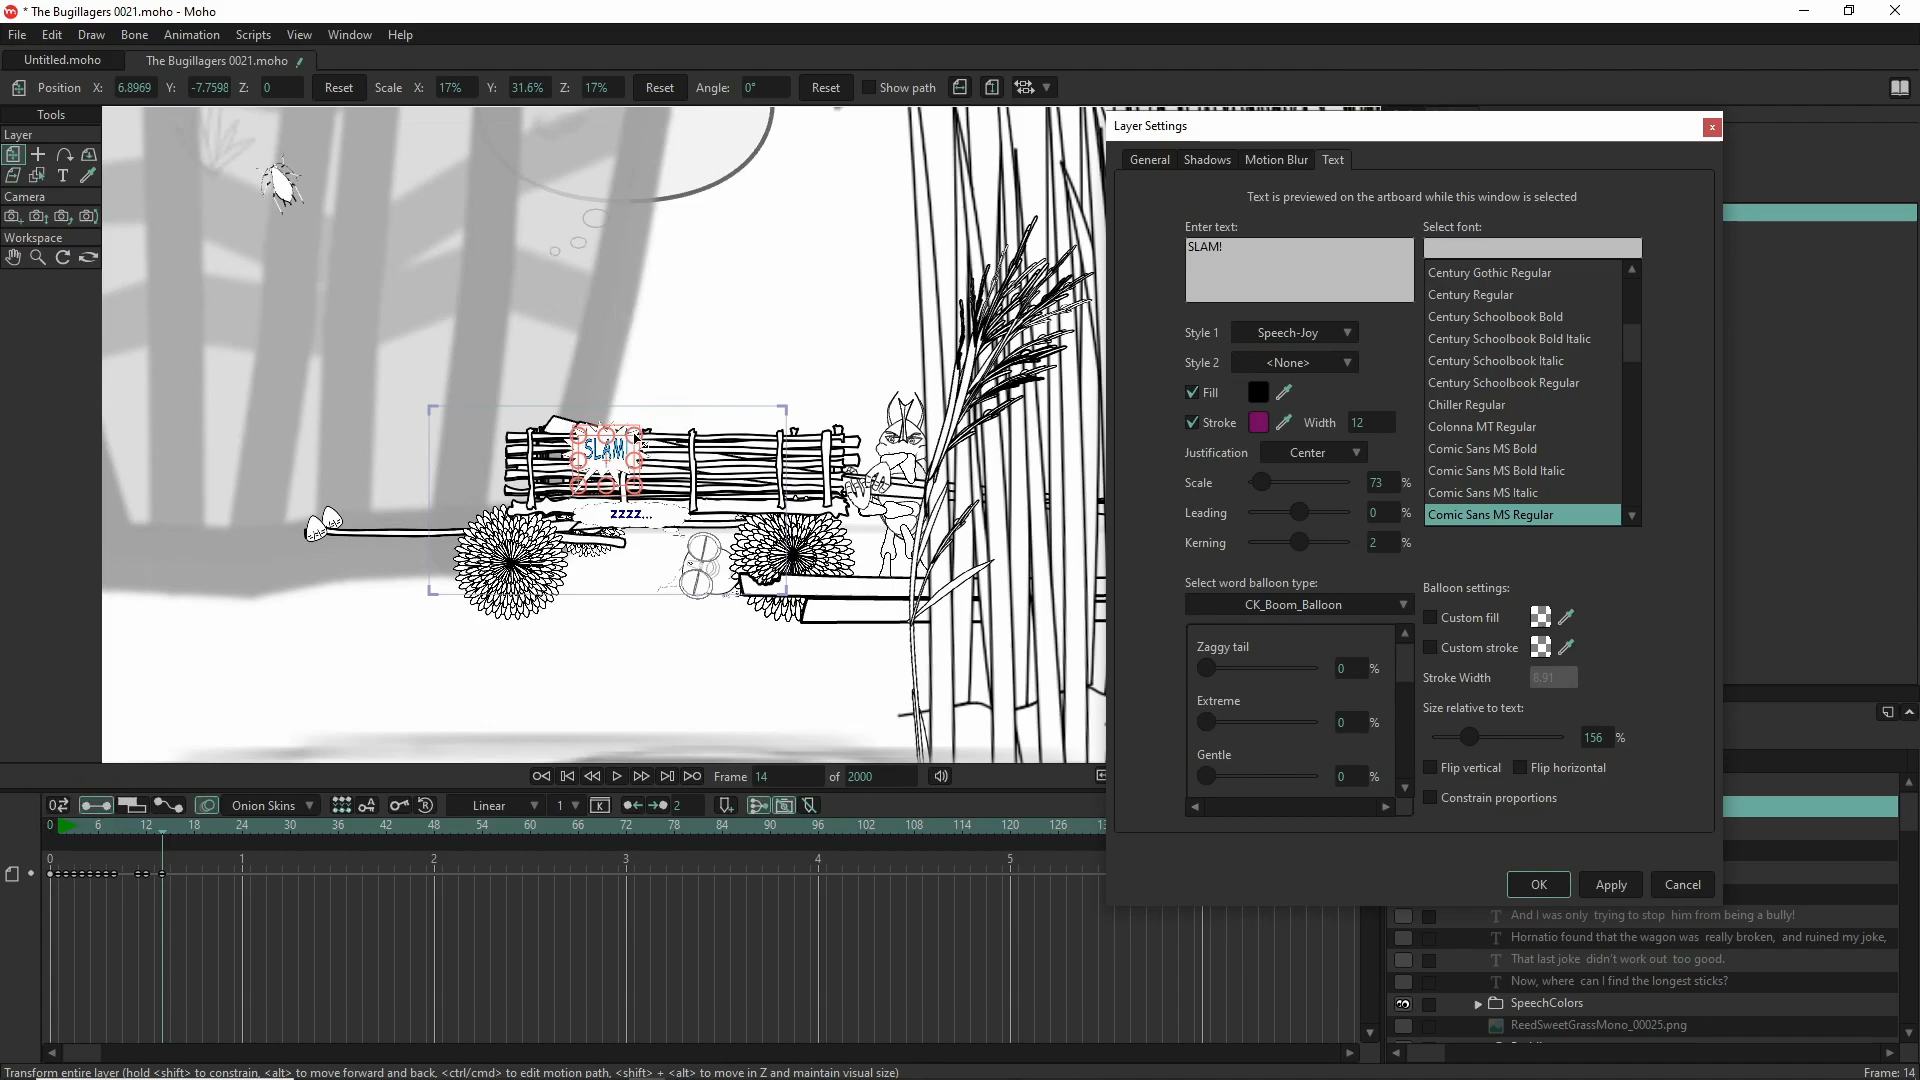 * The Bugillagers 0021.moho - Moho
File Edit Draw Bone Animation Scripts View Window Help
Untitled.moho The Bugillagers 0021.moho
Position X: 6.8969 Y: -7.7598 Z: 0 Reset Scale X: 17% Y: 31.6% Z: 17% Reset Angle: 0° Reset Show path
Tools
Layer
Camera
Workspace
SLAM!
zzzz...
Layer Settings
General Shadows Motion Blur Text
Text is previewed on the artboard while this window is selected
Enter text: Select font:
SLAM!
Century Gothic Regular
Century Regular
Century Schoolbook Bold
Century Schoolbook Bold Italic
Century Schoolbook Italic
Century Schoolbook Regular
Chiller Regular
Colonna MT Regular
Comic Sans MS Bold
Comic Sans MS Bold Italic
Comic Sans MS Italic
Comic Sans MS Regular
Style 1 Speech-Joy
Style 2 <None>
Fill
Stroke Width 12
Justification Center
Scale 73 %
Leading 0 %
Kerning 2 %
Select word balloon type:
CK_Boom_Balloon
Zaggy tail
0 %
Extreme
0 %
Gentle
0 %
Balloon settings:
Custom fill
Custom stroke
Stroke Width 8.91
Size relative to text:
156 %
Flip vertical Flip horizontal
Constrain proportions
OK Apply Cancel
Frame 14 of 2000
Onion Skins Linear 1 K 2
0 6 12 18 24 30 36 42 48 54 60 66 72 78 84 90 96 102 108 114 120 126
0 1 2 3 4 5
And I was only trying to stop him from being a bully!
Hornatio found that the wagon was really broken, and ruined my joke,
That last joke didn't work out too good.
Now, where can I find the longest sticks?
SpeechColors
ReedSweetGrassMono_00025.png
Transform entire layer (hold <shift> to constrain, <alt> to move forward and back, <ctrl/cmd> to edit motion path, <shift> + <alt> to move in Z and maintain visual size)
Frame: 14